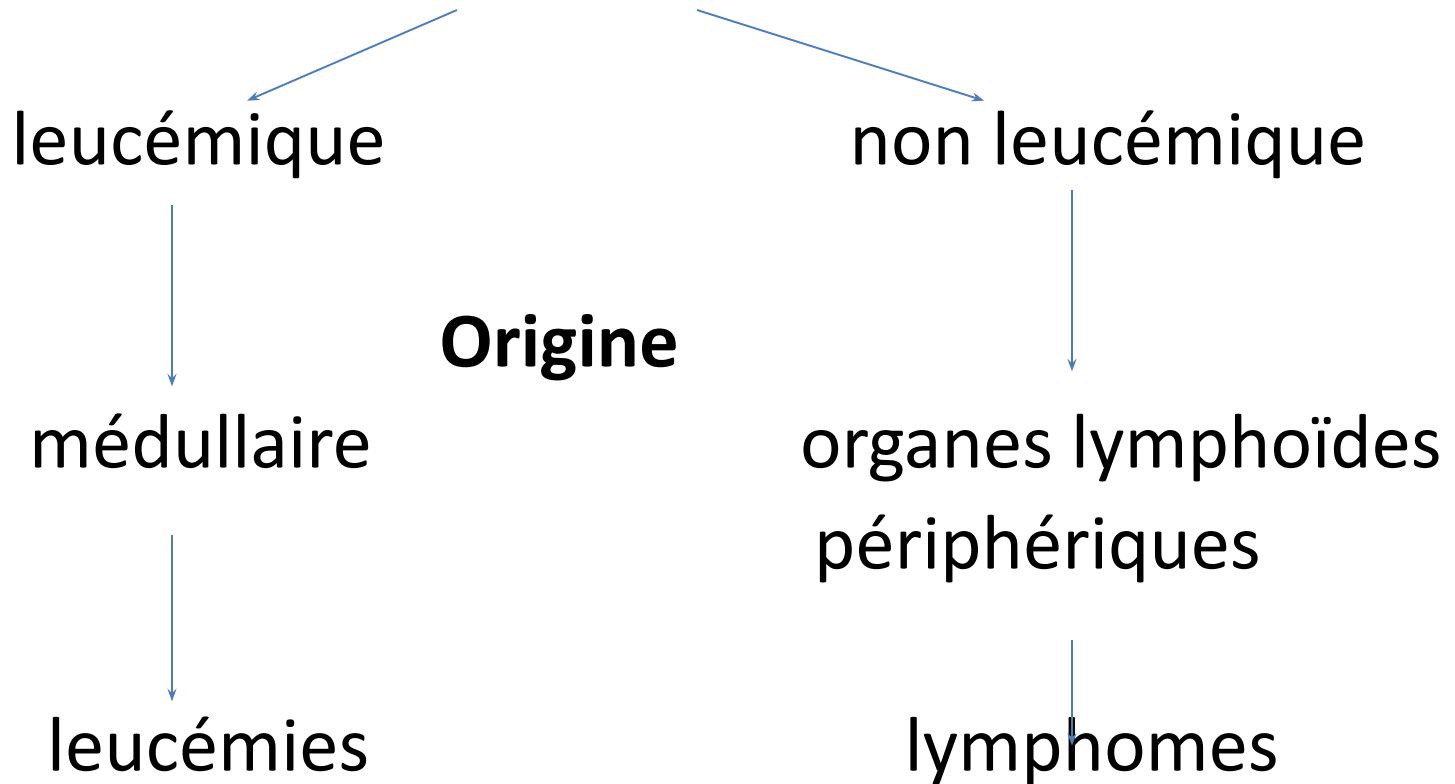 leucémique non leucémique
Origine
médullaire organes lymphoïdes
périphériques
leucémies lymphomes